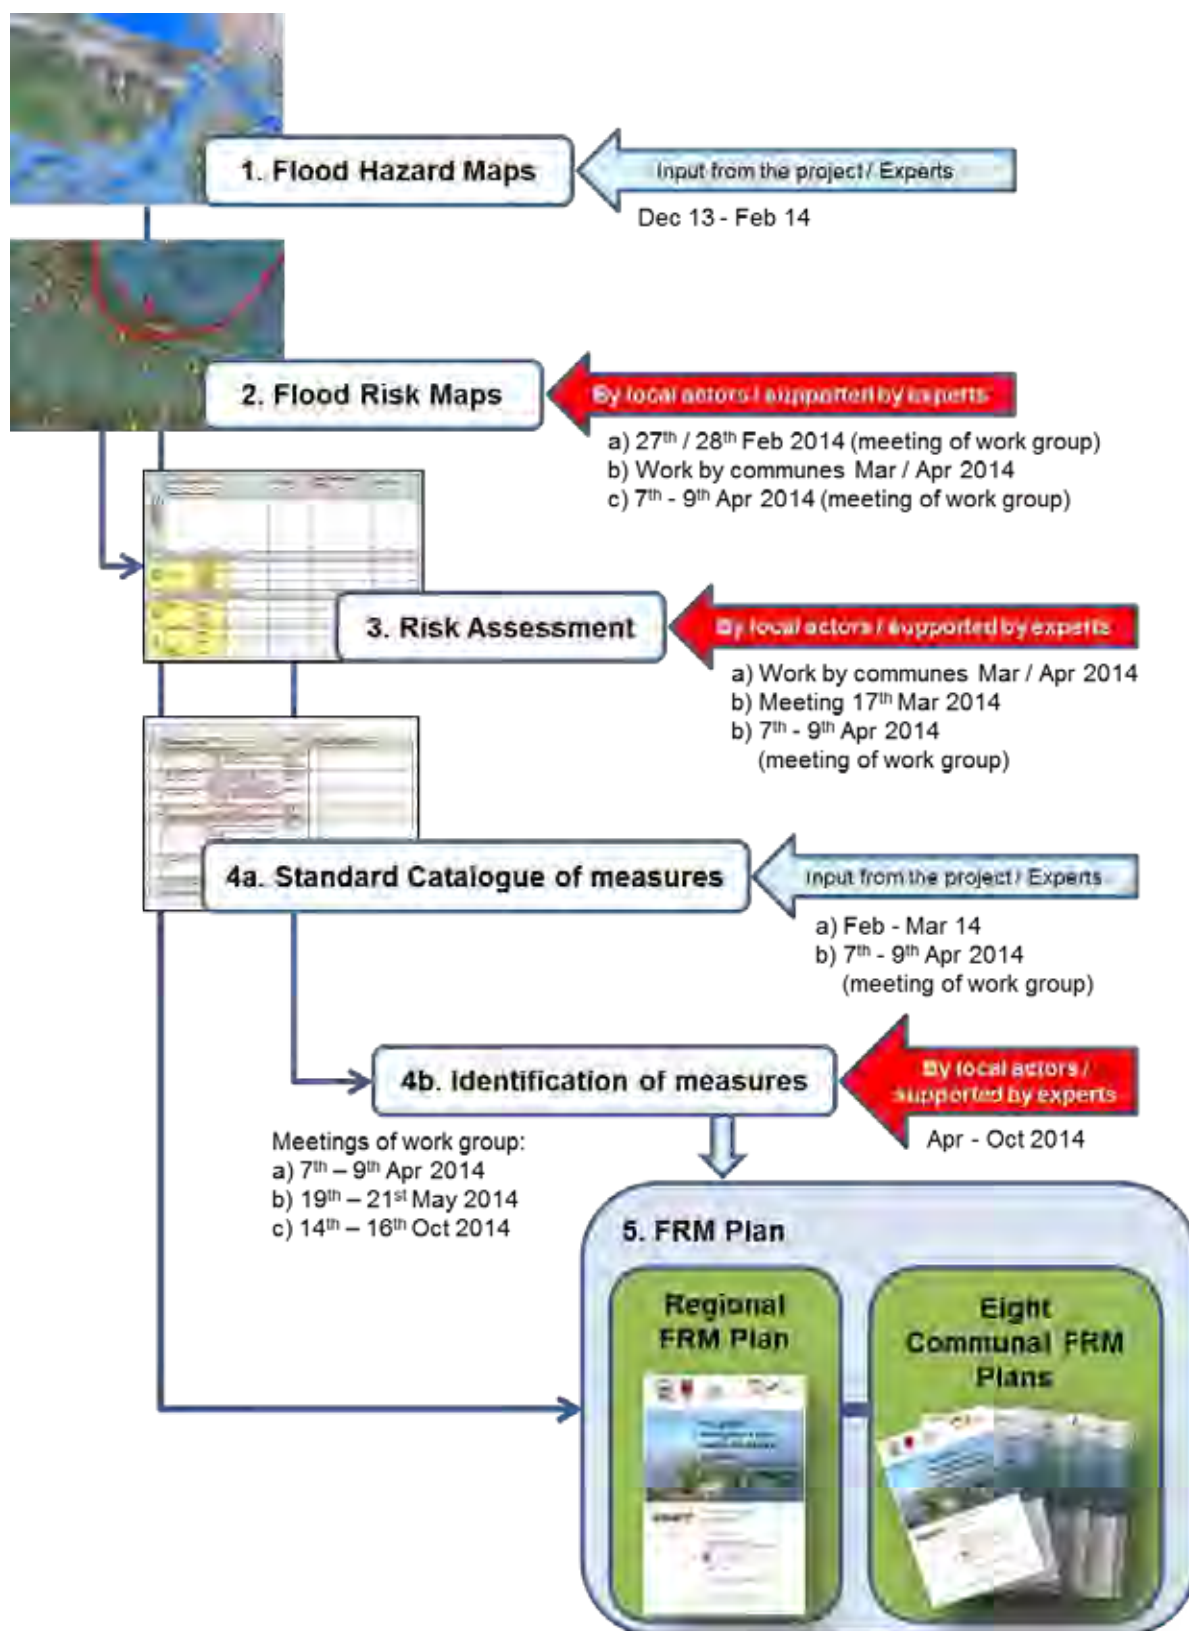 1. Flood Hazard Maps
Input from the project / Experts
Dec 13 - Feb 14
2. Flood Risk Maps
By local actors / supported by experts
a) 27th / 28th Feb 2014 (meeting of work group)
b) Work by communes Mar / Apr 2014
c) 7th - 9th Apr 2014 (meeting of work group)
3. Risk Assessment
By local actors / supported by experts
a) Work by communes Mar / Apr 2014
b) Meeting 17th Mar 2014
b) 7th - 9th Apr 2014
(meeting of work group)
4a. Standard Catalogue of measures
Input from the project / Experts
a) Feb - Mar 14
b) 7th - 9th Apr 2014
(meeting of work group)
4b. Identification of measures
By local actors /
supported by experts
Apr - Oct 2014
Meetings of work group:
a) 7th – 9th Apr 2014
b) 19th – 21st May 2014
c) 14th – 16th Oct 2014
5. FRM Plan
Regional
FRM Plan
Eight
Communal FRM
Plans